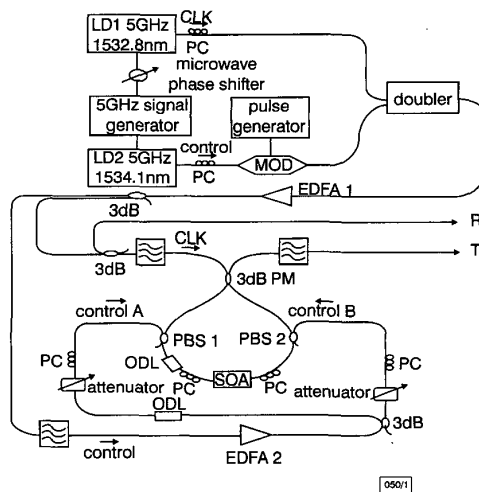 LD1 5GHz
1532.8nm
CLK
PC
microwave
phase shifter
5GHz signal
generator
pulse
generator
doubler
LD2 5GHz
1534.1nm
control
PC
MOD
EDFA 1
3dB
R
3dB
CLK
T
3dB PM
control A
control B
PBS 1
PBS 2
PC
ODL
PC
SOA
PC
PC
attenuator
attenuator
ODL
3dB
control
EDFA 2
050/1